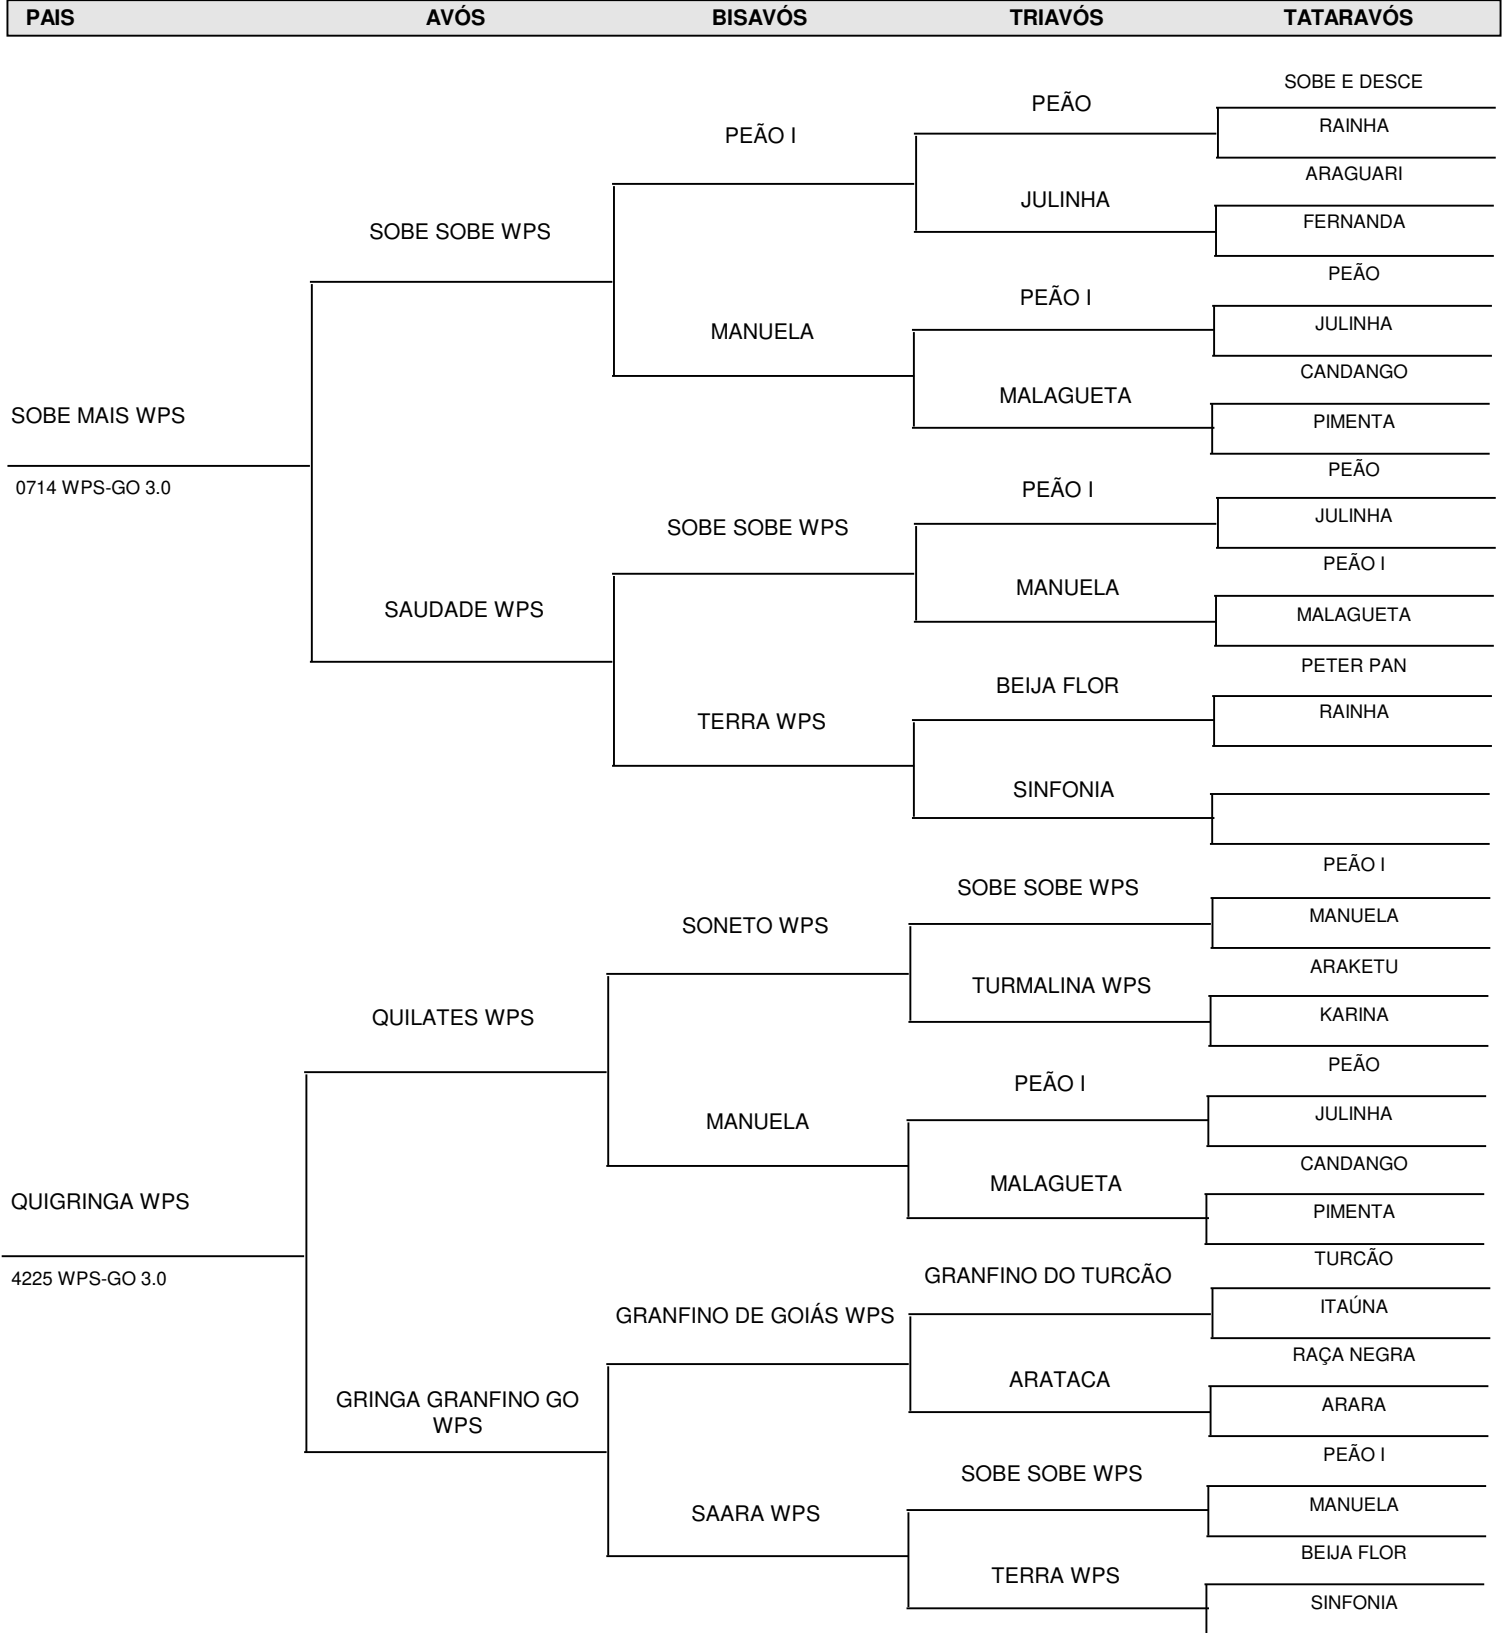 PAIS AVÓS BISAVÓS TRIAVÓS TATARAVÓS
SOBE E DESCE
PEÃO
RAINHA
PEÃO I
ARAGUARI
JULINHA
FERNANDA
SOBE SOBE WPS
PEÃO
PEÃO I
JULINHA
MANUELA
CANDANGO
MALAGUETA
SOBE MAIS WPS
PIMENTA
PEÃO
0714 WPS-GO 3.0
PEÃO I
JULINHA
SOBE SOBE WPS
PEÃO I
MANUELA
SAUDADE WPS
MALAGUETA
PETER PAN
BEIJA FLOR
RAINHA
TERRA WPS
SINFONIA
PEÃO I
SOBE SOBE WPS
MANUELA
SONETO WPS
ARAKETU
TURMALINA WPS
KARINA
QUILATES WPS
PEÃO
PEÃO I
JULINHA
MANUELA
CANDANGO
MALAGUETA
QUIGRINGA WPS
PIMENTA
TURCÃO
4225 WPS-GO 3.0
GRANFINO DO TURCÃO
ITAÚNA
GRANFINO DE GOIÁS WPS
RAÇA NEGRA
ARATACA
GRINGA GRANFINO GO
WPS
ARARA
PEÃO I
SOBE SOBE WPS
MANUELA
SAARA WPS
BEIJA FLOR
TERRA WPS
SINFONIA